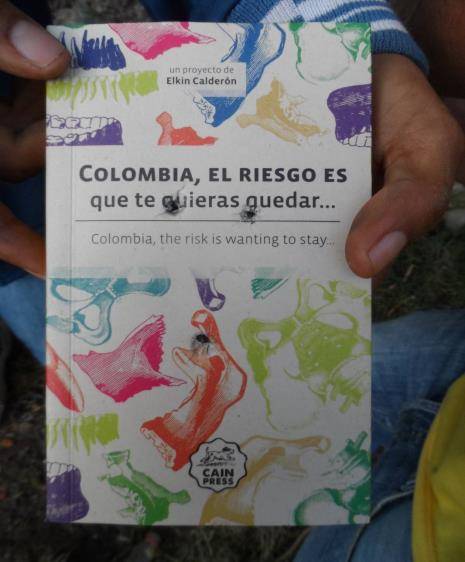 un proyecto de
Elkin Calderón
COLOMBIA, EL RIESGO ES
que te quieras quedar...
Colombia, the risk is wanting to stay...
CAIN
PRESS